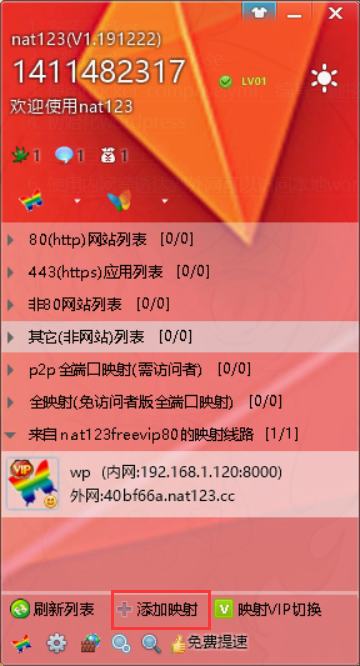 nat123(V1.191222)
1411482317
LV01
欢迎使用nat123
1 1 1
80(http)网站列表 [0/0]
443(https)应用列表 [0/0]
非80网站列表 [0/0]
其它(非网站)列表 [0/0]
p2p全端口映射(需访问者) [0/0]
全映射(免访问者版全端口映射) [0/0]
来自nat123freevip80的映射线路 [1/1]
VIP
wp (内网:192.168.1.120:8000)
外网:40bf66a.nat123.cc
刷新列表 添加映射 V 映射VIP切换
免费提速